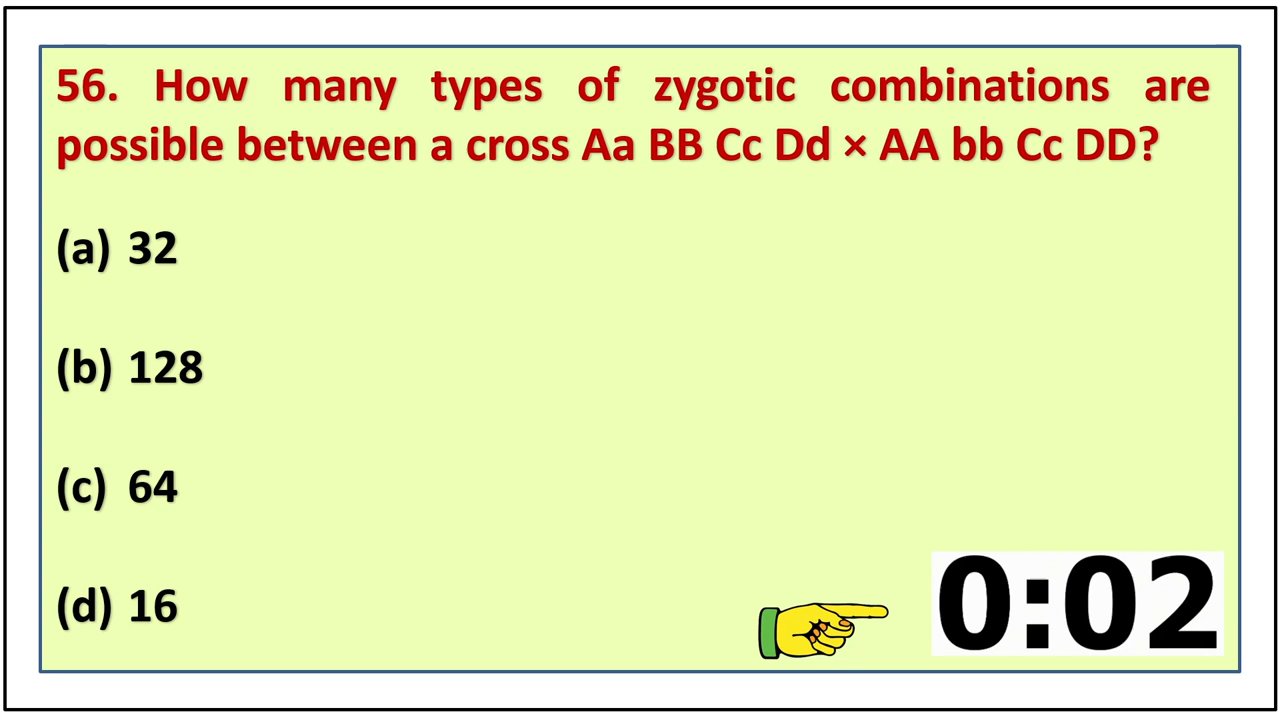 56. How many types of zygotic combinations are
possible between a cross Aa BB Cc Dd × AA bb Cc DD?
(a) 32
(b) 128
(c) 64
(d) 16
0:02